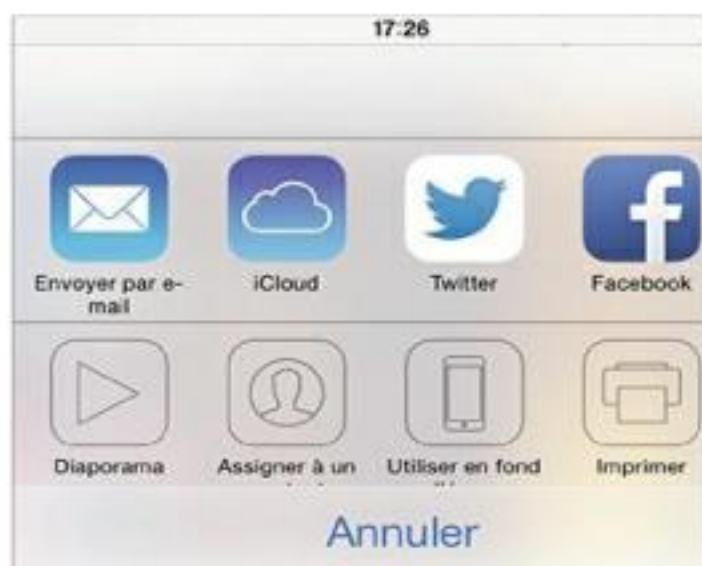 17:26
Envoyer par e-
mail
iCloud
Twitter
Facebook
Diaporama
Assigner à un
Utiliser en fond
Imprimer
Annuler